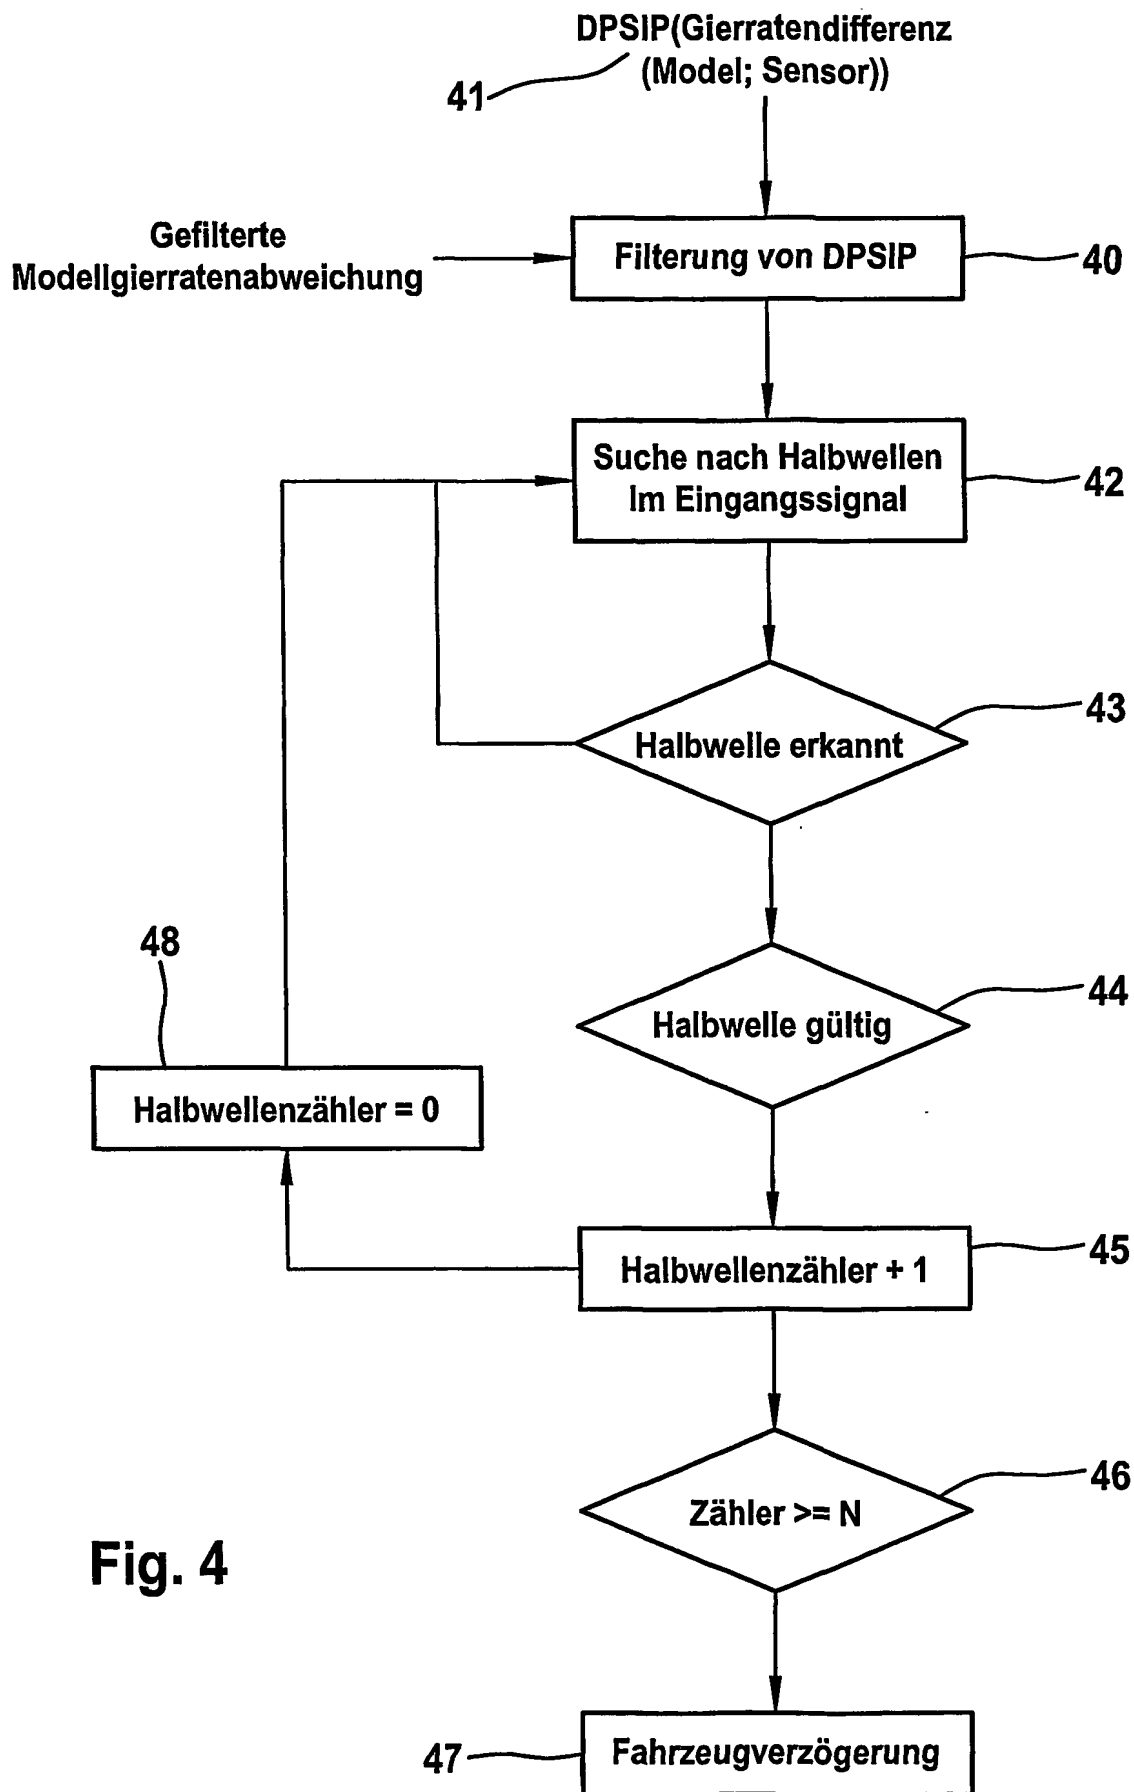 DPSIP(Gierratendifferenz
(Model; Sensor))
41
Gefilterte
Modellgierratenabweichung
Filterung von DPSIP
40
Suche nach Halbwellen
Im Eingangssignal
42
43
Halbwelle erkannt
48
44
Halbwelle gültig
Halbwellenzähler = 0
45
Halbwellenzähler + 1
46
Zähler >= N
Fig. 4
47
Fahrzeugverzögerung